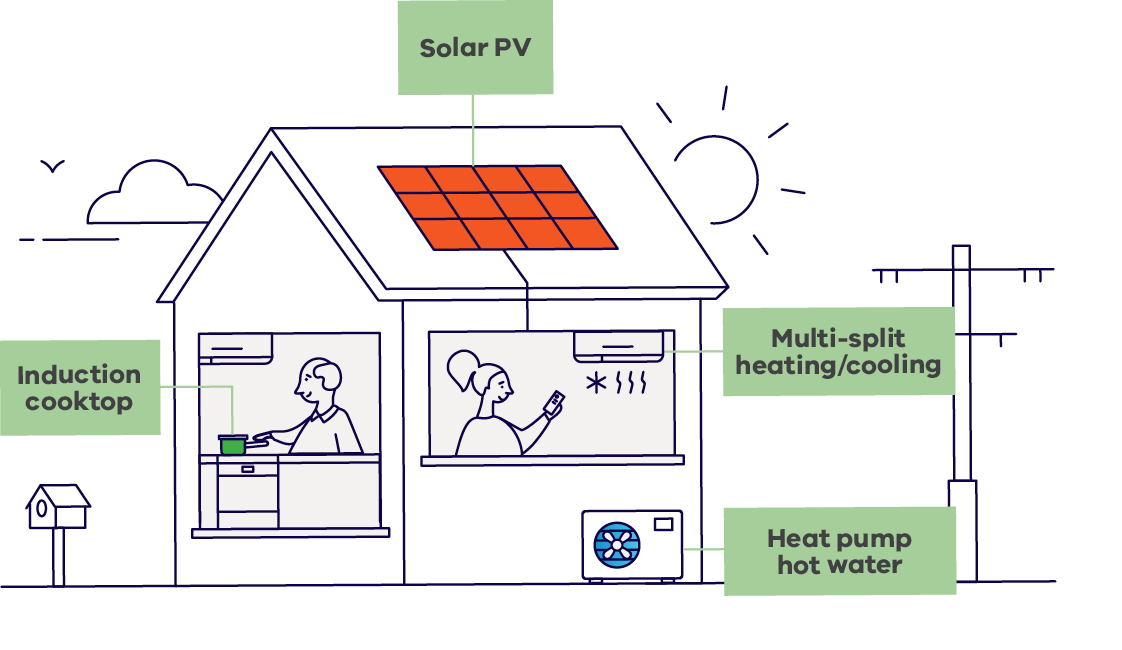 Solar PV
Induction
cooktop
Multi-split
heating/cooling
Heat pump
hot water